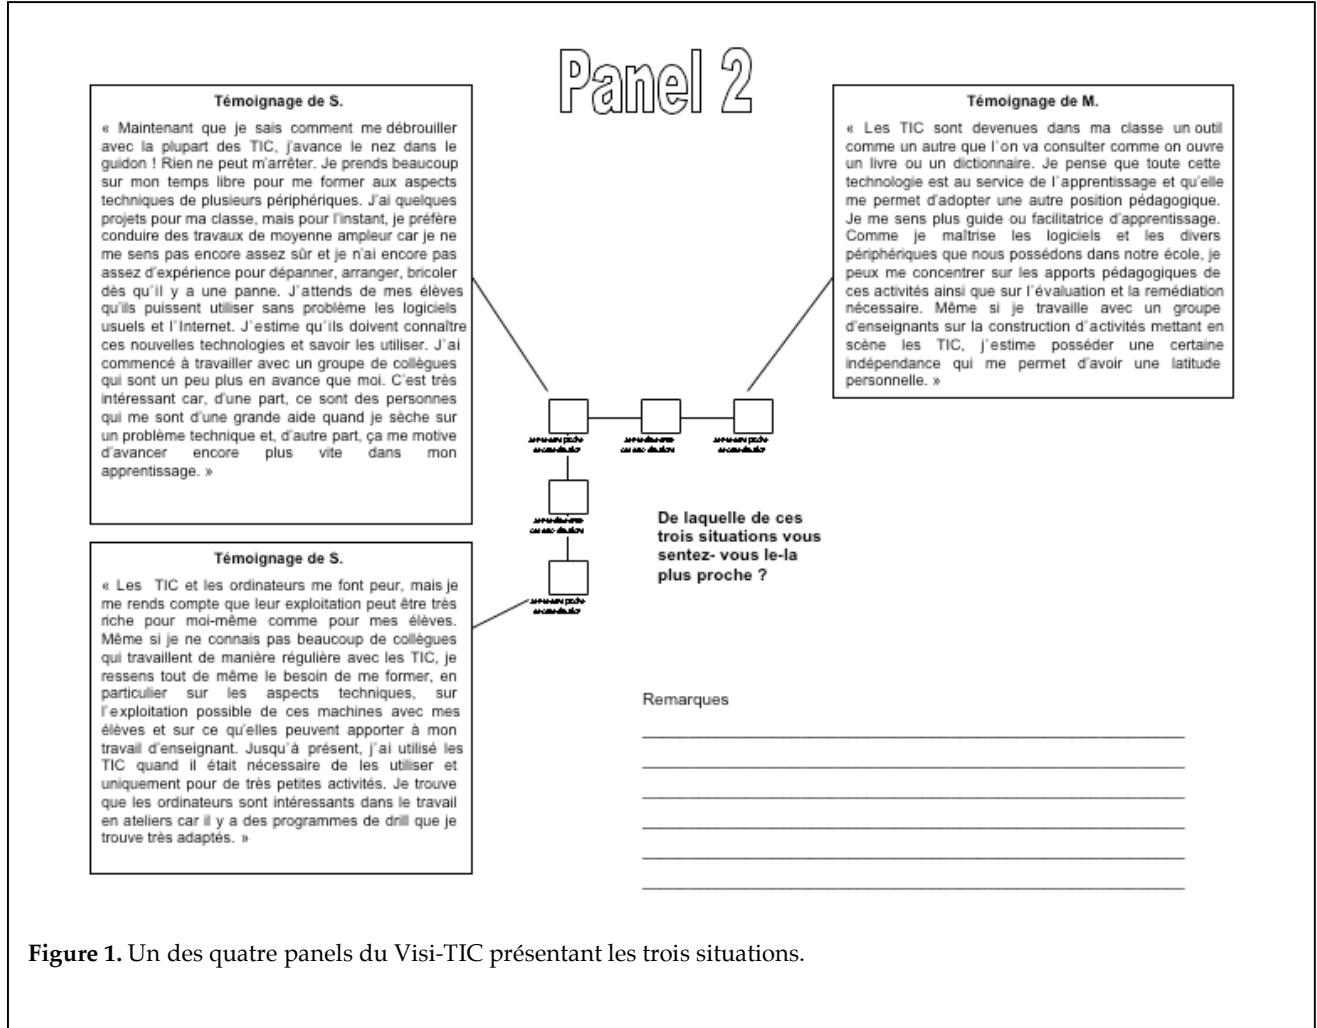 Panel 2
Témoignage de S.
« Maintenant que je sais comment me débrouiller
avec la plupart des TIC, j'avance le nez dans le
guidon ! Rien ne peut m'arrêter. Je prends beaucoup
sur mon temps libre pour me former aux aspects
techniques de plusieurs périphériques. J'ai quelques
projets pour ma classe, mais pour l'instant, je préfère
conduire des travaux de moyenne ampleur car je ne
me sens pas encore assez sûr et je n'ai encore pas
assez d'expérience pour dépanner, arranger, bricoler
dès qu'il y a une panne. J'attends de mes élèves
qu'ils puissent utiliser sans problème les logiciels
usuels et l'Internet. J'estime qu'ils doivent connaître
ces nouvelles technologies et savoir les utiliser. J'ai
commencé à travailler avec un groupe de collègues
qui sont un peu plus en avance que moi. C'est très
intéressant car, d'une part, ce sont des personnes
qui me sont d'une grande aide quand je sèche sur
un problème technique et, d'autre part, ça me motive
d'avancer encore plus vite dans mon
apprentissage. »
Témoignage de M.
« Les TIC sont devenues dans ma classe un outil
comme un autre que l'on va consulter comme on ouvre
un livre ou un dictionnaire. Je pense que toute cette
technologie est au service de l'apprentissage et qu'elle
me permet d'adopter une autre position pédagogique.
Je me sens plus guide ou facilitatrice d'apprentissage.
Comme je maîtrise les logiciels et les divers
périphériques que nous possédons dans notre école, je
peux me concentrer sur les apports pédagogiques de
ces activités ainsi que sur l'évaluation et la remédiation
nécessaire. Même si je travaille avec un groupe
d'enseignants sur la construction d'activités mettant en
scène les TIC, j'estime posséder une certaine
indépendance qui me permet d'avoir une latitude
personnelle. »
Témoignage de S.
« Les TIC et les ordinateurs me font peur, mais je
me rends compte que leur exploitation peut être très
riche pour moi-même comme pour mes élèves.
Même si je ne connais pas beaucoup de collègues
qui travaillent de manière régulière avec les TIC, je
ressens tout de même le besoin de me former, en
particulier sur les aspects techniques, sur
l'exploitation possible de ces machines avec mes
élèves et sur ce qu'elles peuvent apporter à mon
travail d'enseignant. Jusqu'à présent, j'ai utilisé les
TIC quand il était nécessaire de les utiliser et
uniquement pour de très petites activités. Je trouve
que les ordinateurs sont intéressants dans le travail
en ateliers car il y a des programmes de drill que je
trouve très adaptés. »
De laquelle de ces
trois situations vous
sentez- vous le-la
plus proche ?
Remarques
Figure 1. Un des quatre panels du Visi-TIC présentant les trois situations.